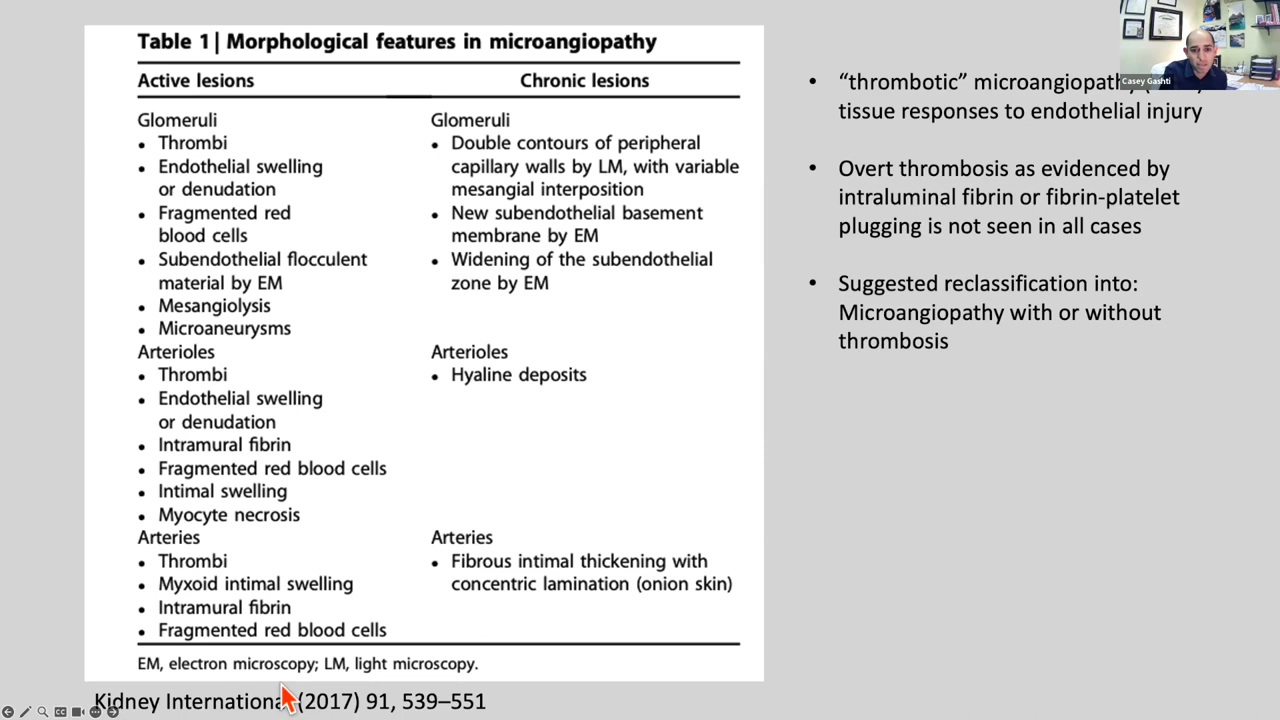 Table 1 | Morphological features in microangiopathy
Active lesions
Chronic lesions
Glomeruli
• Thrombi
• Endothelial swelling
or denudation
• Fragmented red
blood cells
• Subendothelial flocculent
material by EM
• Mesangiolysis
• Microaneurysms
Glomeruli
• Double contours of peripheral
capillary walls by LM, with variable
mesangial interposition
• New subendothelial basement
membrane by EM
• Widening of the subendothelial
zone by EM
Arterioles
• Thrombi
• Endothelial swelling
or denudation
• Intramural fibrin
• Fragmented red blood cells
• Intimal swelling
• Myocyte necrosis
Arterioles
• Hyaline deposits
Arteries
• Thrombi
• Myxoid intimal swelling
• Intramural fibrin
• Fragmented red blood cells
Arteries
• Fibrous intimal thickening with
concentric lamination (onion skin)
EM, electron microscopy; LM, light microscopy.
Kidney International (2017) 91, 539–551
• “thrombotic” microangiopathy
tissue responses to endothelial injury
• Overt thrombosis as evidenced by
intraluminal fibrin or fibrin-platelet
plugging is not seen in all cases
• Suggested reclassification into:
Microangiopathy with or without
thrombosis
Casey Gashti